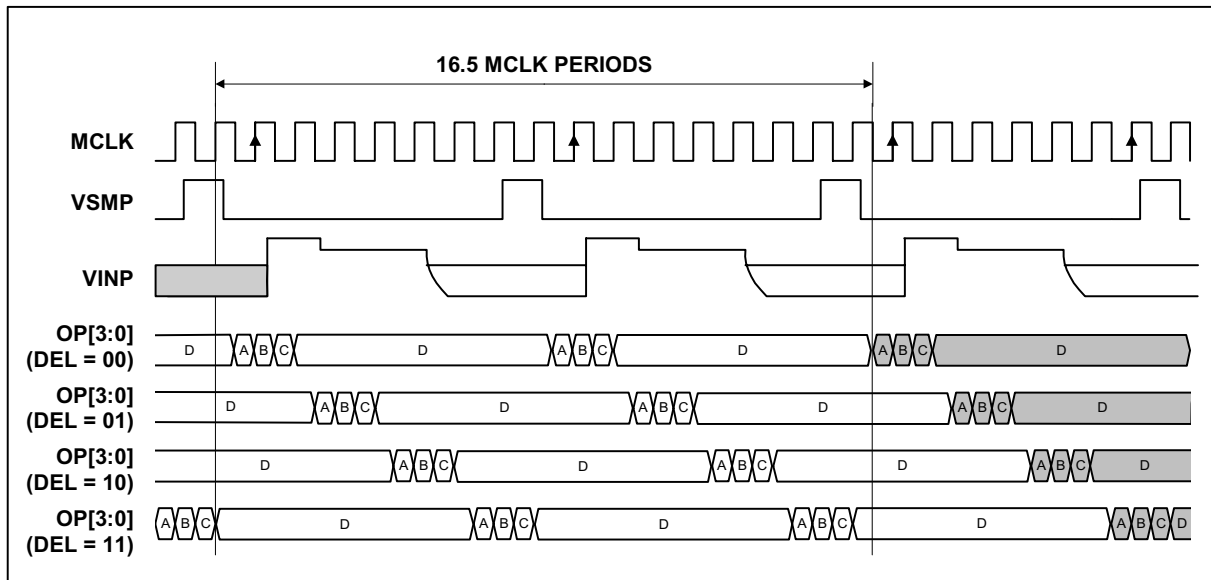 16.5 MCLK PERIODS
MCLK
VSMP
VINP
OP[3:0]
(DEL = 00)
D A B C D A B C D A B C D
OP[3:0]
(DEL = 01)
D A B C D A B C D A B C D
OP[3:0]
(DEL = 10)
D A B C D A B C D A B C D
OP[3:0]
(DEL = 11)
A B C D A B C D A B C D A B C D